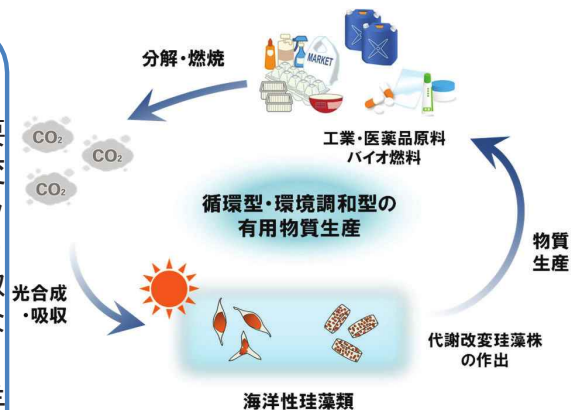 分解・燃焼
MARKET
CO₂
CO₂
CO₂
工業・医薬品原料
バイオ燃料
循環型・環境調和型の
有用物質生産
物質
生産
光合成
・吸収
代謝改変珪藻株
の作出
海洋性珪藻類